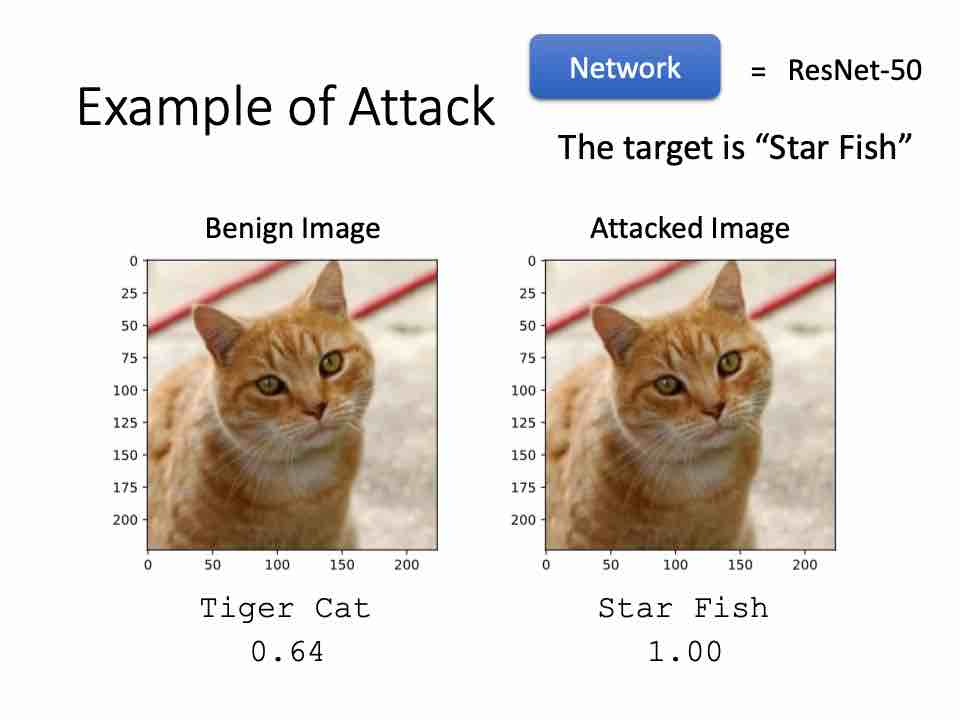 Network
= ResNet-50
Example of Attack
The target is “Star Fish”
Benign Image
0
25
50
75
100
125
150
175
200
0 50 100 150 200
Tiger Cat
0.64
Attacked Image
0
25
50
75
100
125
150
175
200
0 50 100 150 200
Star Fish
1.00